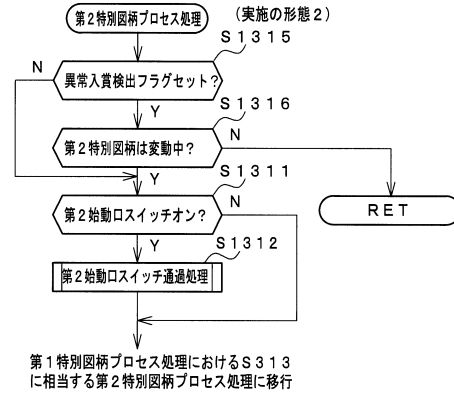 第2特別図柄プロセス処理
(実施の形態2)
S1315
N
異常入賞検出フラグセット?
Y
S1316
第2特別図柄は変動中?
N
Y
S1311
第2始動口スイッチオン?
N
RET
Y
S1312
第2始動口スイッチ通過処理
第1特別図柄プロセス処理におけるS313
に相当する第2特別図柄プロセス処理に移行